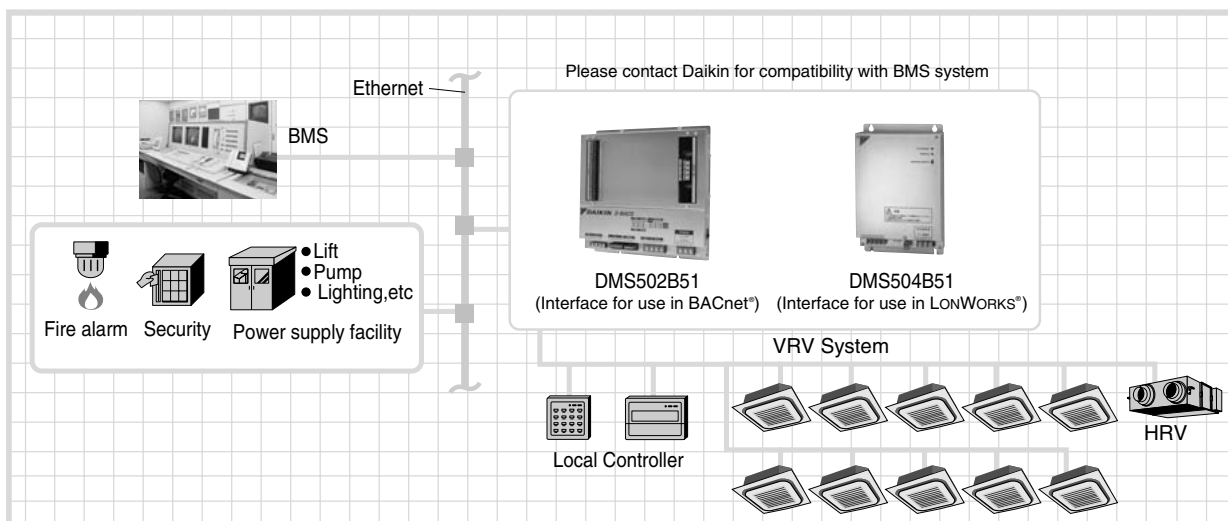 Please contact Daikin for compatibility with BMS system
Ethernet
BMS
DAIKIN
DMS502B51
(Interface for use in BACnet®)
DMS504B51
(Interface for use in LONWORKS®)
•Lift
•Pump
• Lighting,etc
Fire alarm
Security
Power supply facility
VRV System
Local Controller
HRV